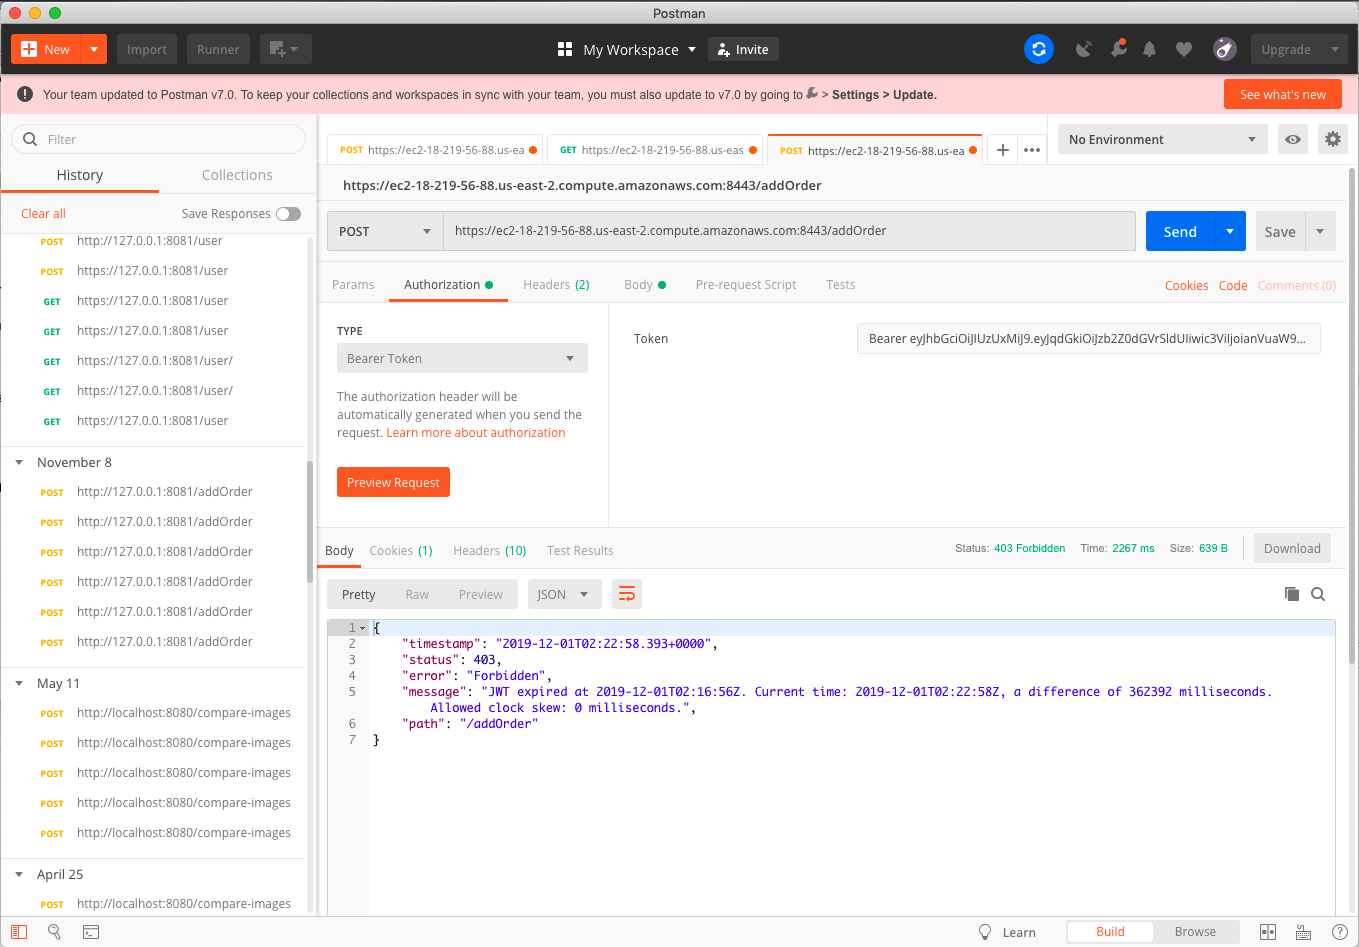 Postman
New
Import
Runner
My Workspace
Invite
Upgrade
Your team updated to Postman v7.0. To keep your collections and workspaces in sync with your team, you must also update to v7.0 by going to > Settings > Update.
See what's new
Filter
History
Collections
Clear all
Save Responses
POST http://127.0.0.1:8081/user
POST https://127.0.0.1:8081/user
GET https://127.0.0.1:8081/user
GET https://127.0.0.1:8081/user
GET https://127.0.0.1:8081/user/
GET https://127.0.0.1:8081/user/
GET https://127.0.0.1:8081/user
November 8
POST http://127.0.0.1:8081/addOrder
POST http://127.0.0.1:8081/addOrder
POST http://127.0.0.1:8081/addOrder
POST http://127.0.0.1:8081/addOrder
POST http://127.0.0.1:8081/addOrder
POST http://127.0.0.1:8081/addOrder
May 11
POST http://localhost:8080/compare-images
POST http://localhost:8080/compare-images
POST http://localhost:8080/compare-images
POST http://localhost:8080/compare-images
POST http://localhost:8080/compare-images
April 25
POST http://localhost:8080/compare-images
POST https://ec2-18-219-56-88.us-ea
GET https://ec2-18-219-56-88.us-eas
POST https://ec2-18-219-56-88.us-ea
No Environment
https://ec2-18-219-56-88.us-east-2.compute.amazonaws.com:8443/addOrder
POST
https://ec2-18-219-56-88.us-east-2.compute.amazonaws.com:8443/addOrder
Send
Save
Params
Authorization
Headers (2)
Body
Pre-request Script
Tests
Cookies
Code
Comments (0)
TYPE
Bearer Token
The authorization header will be
automatically generated when you send the
request. Learn more about authorization
Preview Request
Token
Bearer eyJhbGciOiJIUzUxMiJ9.eyJqdGkiOiJzb2Z0dGVrSldUIiwic3ViIjoianVuaW9...
Body
Cookies (1)
Headers (10)
Test Results
Status: 403 Forbidden
Time: 2267 ms
Size: 639 B
Download
Pretty
Raw
Preview
JSON
1 {
2 "timestamp": "2019-12-01T02:22:58.393+0000",
3 "status": 403,
4 "error": "Forbidden",
5 "message": "JWT expired at 2019-12-01T02:16:56Z. Current time: 2019-12-01T02:22:58Z, a difference of 362392 milliseconds.
Allowed clock skew: 0 milliseconds.",
6 "path": "/addOrder"
7 }
Learn
Build
Browse